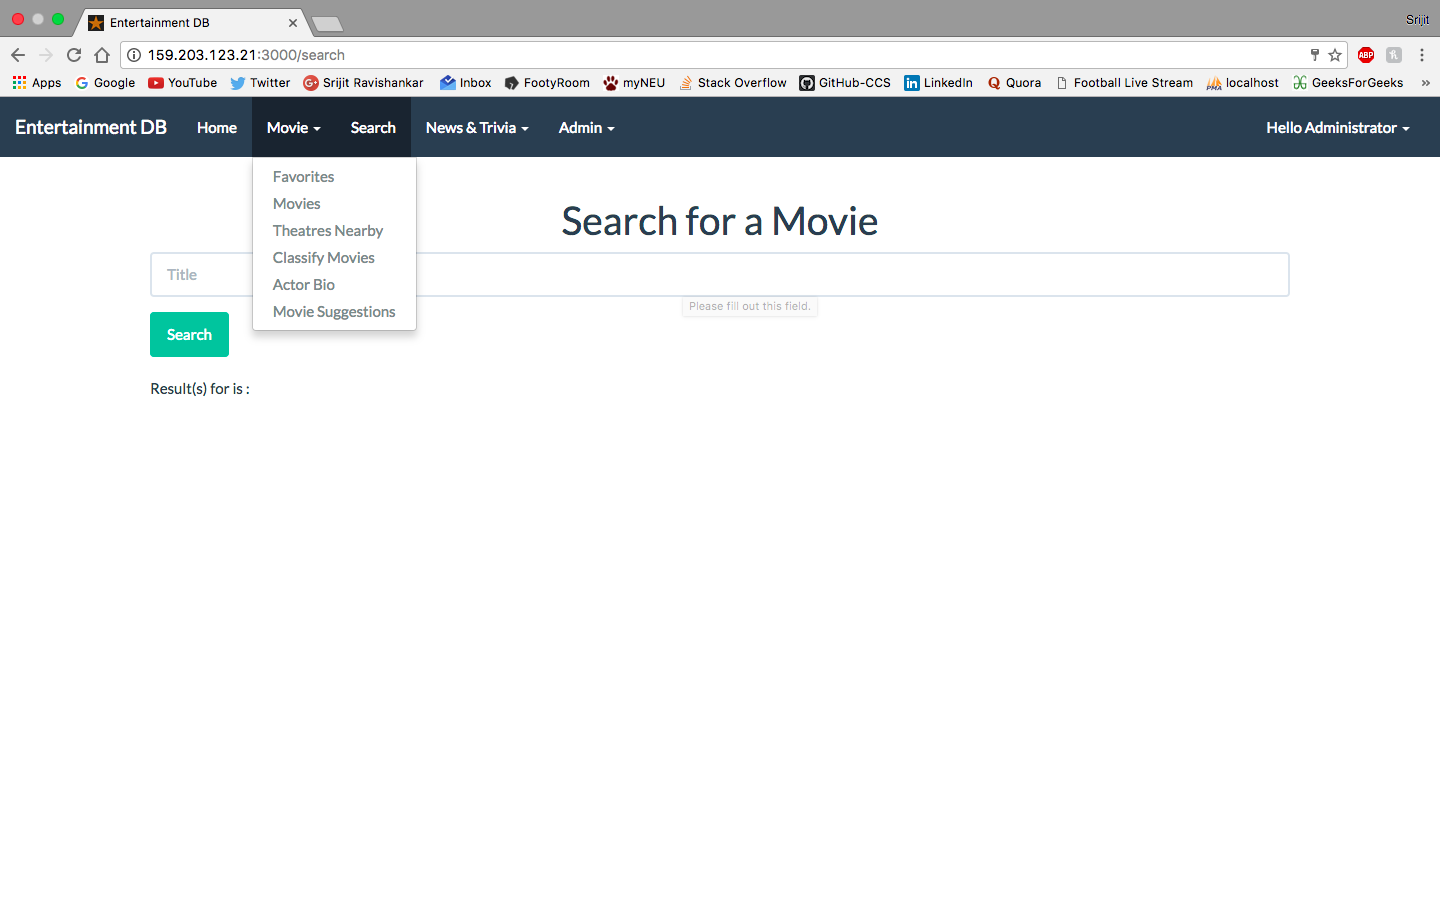 Entertainment DB
Srijit
159.203.123.21:3000/search
ABP
Apps Google YouTube Twitter Srijit Ravishankar Inbox FootyRoom myNEU Stack Overflow GitHub-CCS LinkedIn Quora Football Live Stream localhost GeeksForGeeks »
Entertainment DB Home Movie Search News & Trivia Admin Hello Administrator
Favorites
Movies
Theatres Nearby
Classify Movies
Actor Bio
Movie Suggestions
Search for a Movie
Title
Please fill out this field.
Search
Result(s) for is :